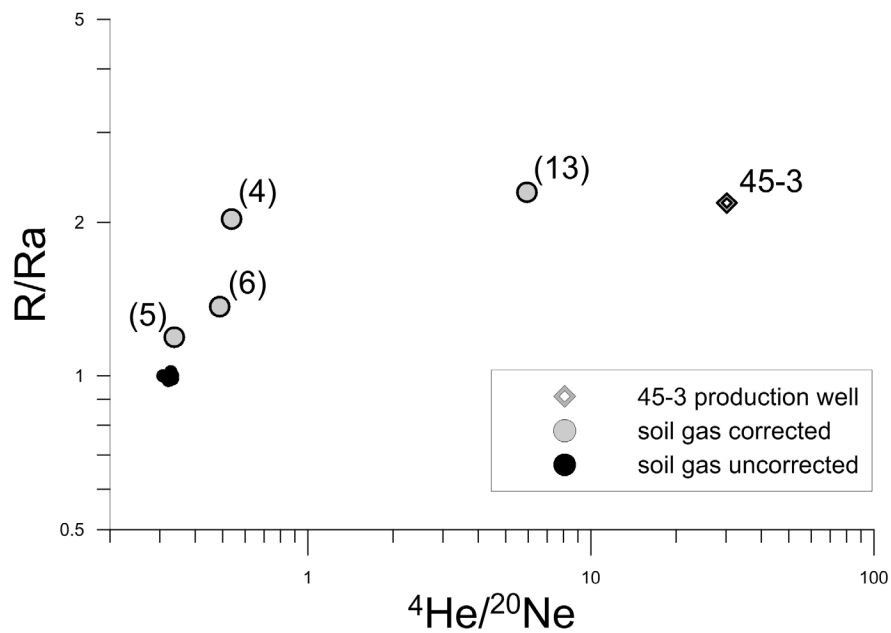 5
(13)
45-3
(4)
2
R/Ra
(6)
(5)
1
45-3 production well
soil gas corrected
soil gas uncorrected
0.5
1
10
100
⁴He/²⁰Ne